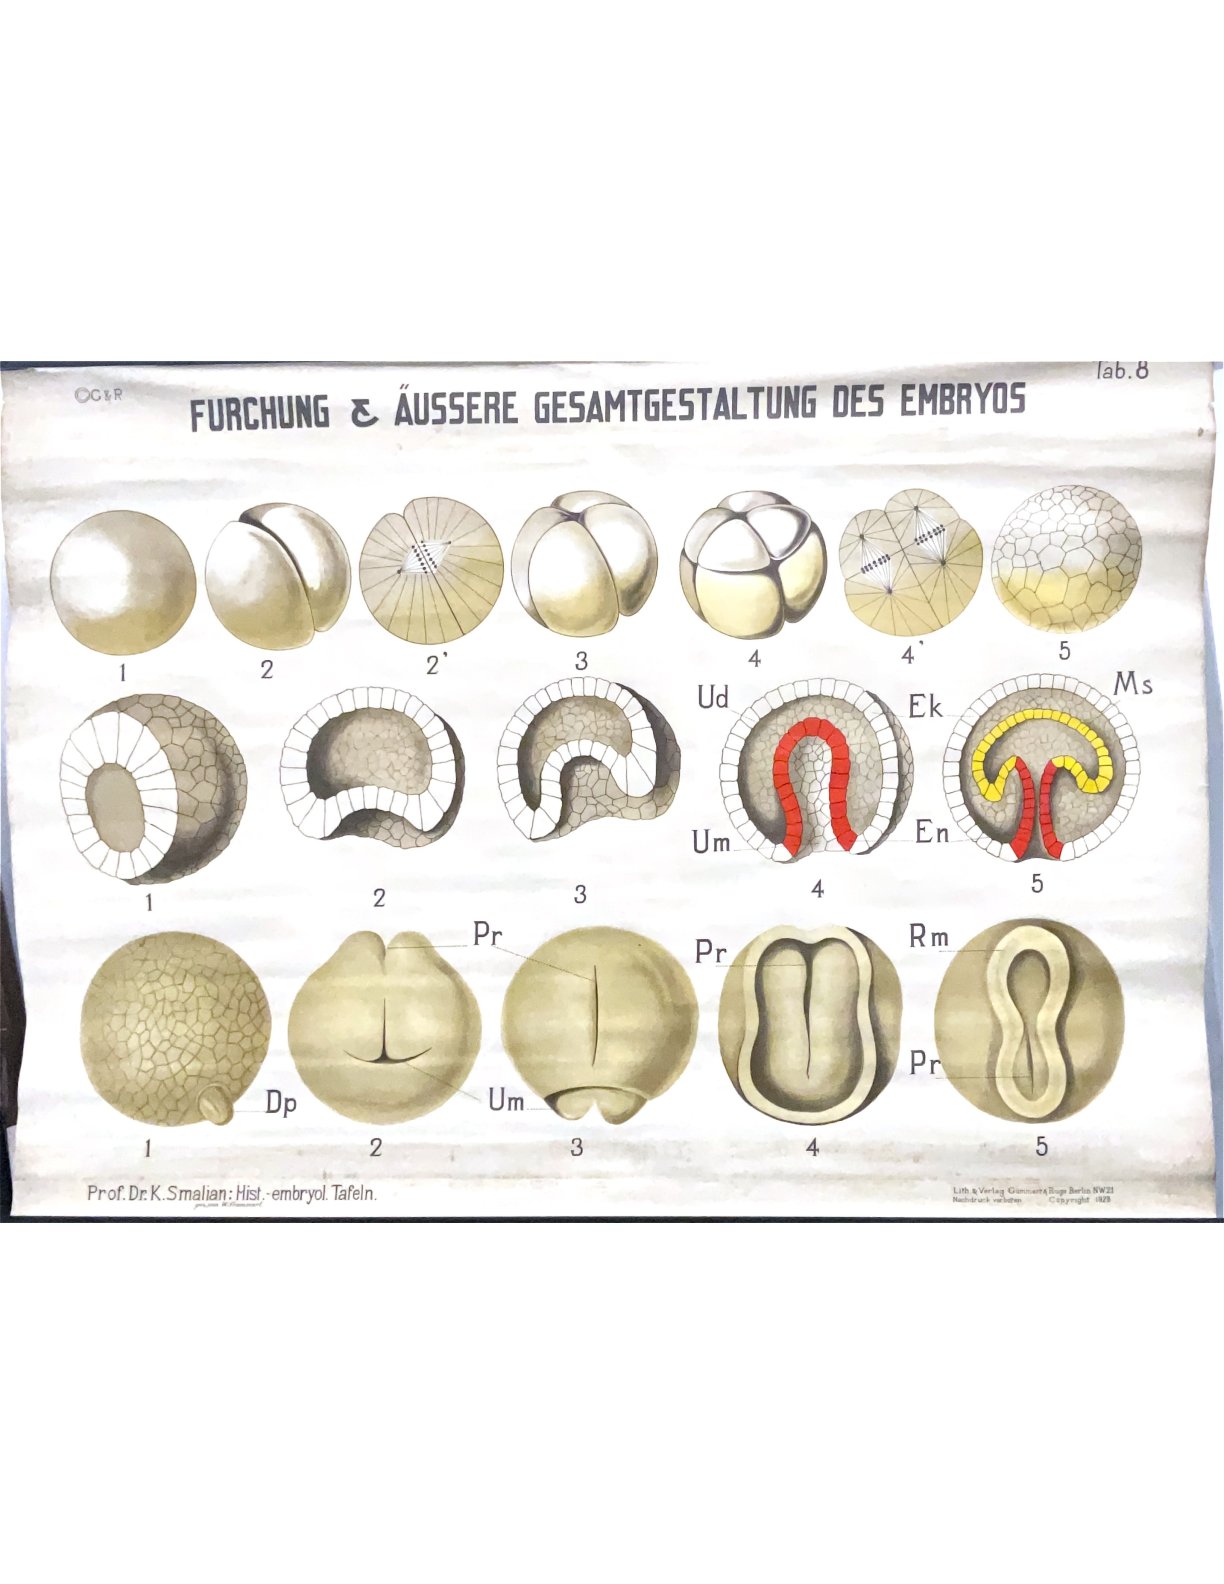 Tab. 8
©G&R
FURCHUNG & ÄUSSERE GESAMTGESTALTUNG DES EMBRYOS
1 2 2' 3 4 4' 5
Ud Ek Ms
Um En
1 2 3 4 5
Pr Pr Rm
Pr
Dp Um
1 2 3 4 5
Prof. Dr. K. Smalian: Hist.-embryol. Tafeln.
Lith & Verlag Gummert & Ruge Berlin NW21
Nachdruck verboten Copyright 1928